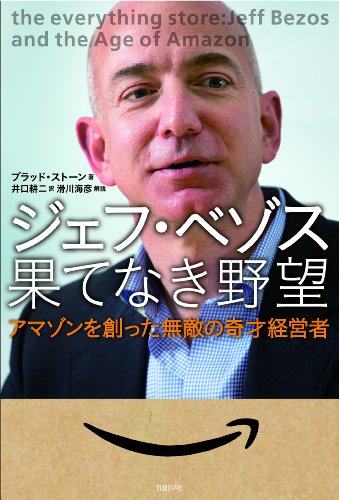 the everything store:Jeff Bezos
and the Age of Amazon
ブラッド・ストーン 著
井口耕二 訳 滑川海彦 解説
ジェフ・ベゾス
果てなき野望
アマゾンを創った無敵の奇才経営者
日経BP社